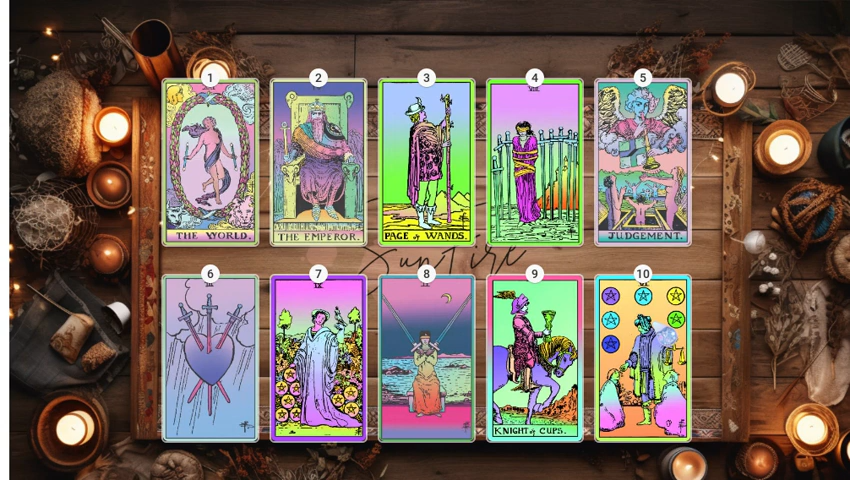 1
2
3
4
5
THE WORLD.
THE EMPEROR.
PAGE of WANDS.
JUDGEMENT.
Sunfire
6
7
8
9
10
KNIGHT of CUPS.